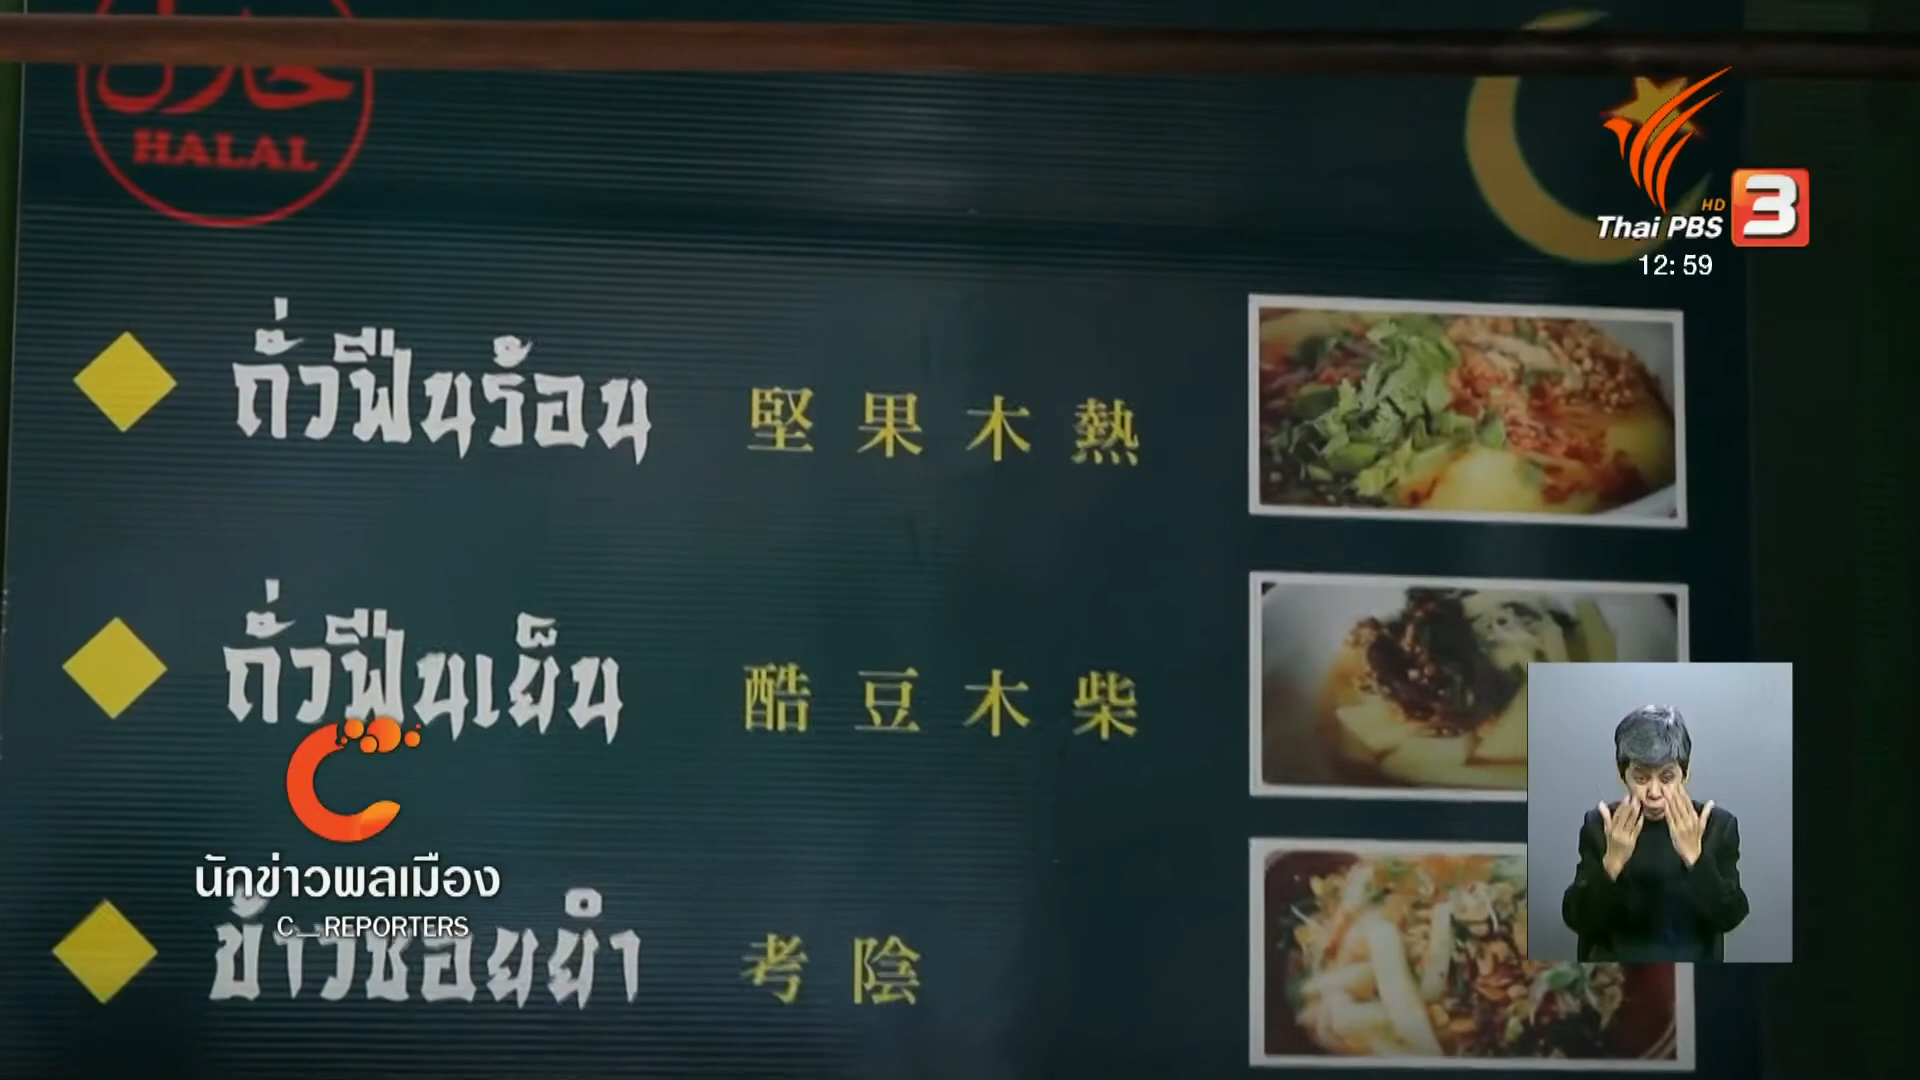 حلال
HALAL
Thai PBS HD 3
12:59
ถั่วฟืนร้อน 堅果木熱
ถั่วฟืนเย็น 酷豆木柴
นักข่าวพลเมือง
C_REPORTERS
ข้าวซอยยำ 考陰